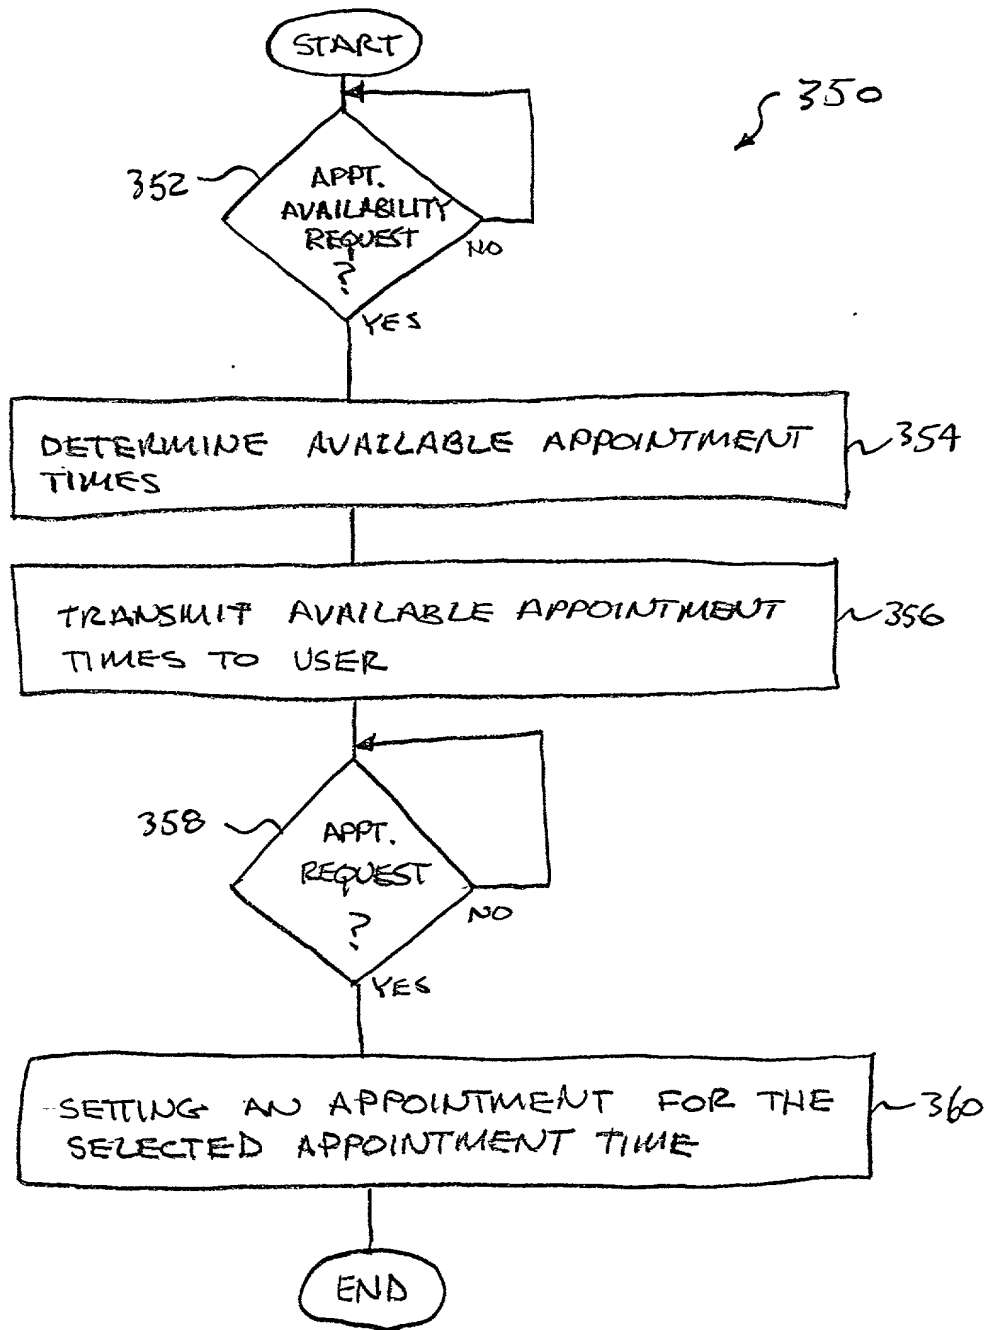 START
350
352
APPT.
AVAILABILITY
REQUEST
?
NO
YES
DETERMINE AVAILABLE APPOINTMENT
TIMES
354
TRANSMIT AVAILABLE APPOINTMENT
TIMES TO USER
356
358
APPT.
REQUEST
?
NO
YES
SETTING AN APPOINTMENT FOR THE
SELECTED APPOINTMENT TIME
360
END